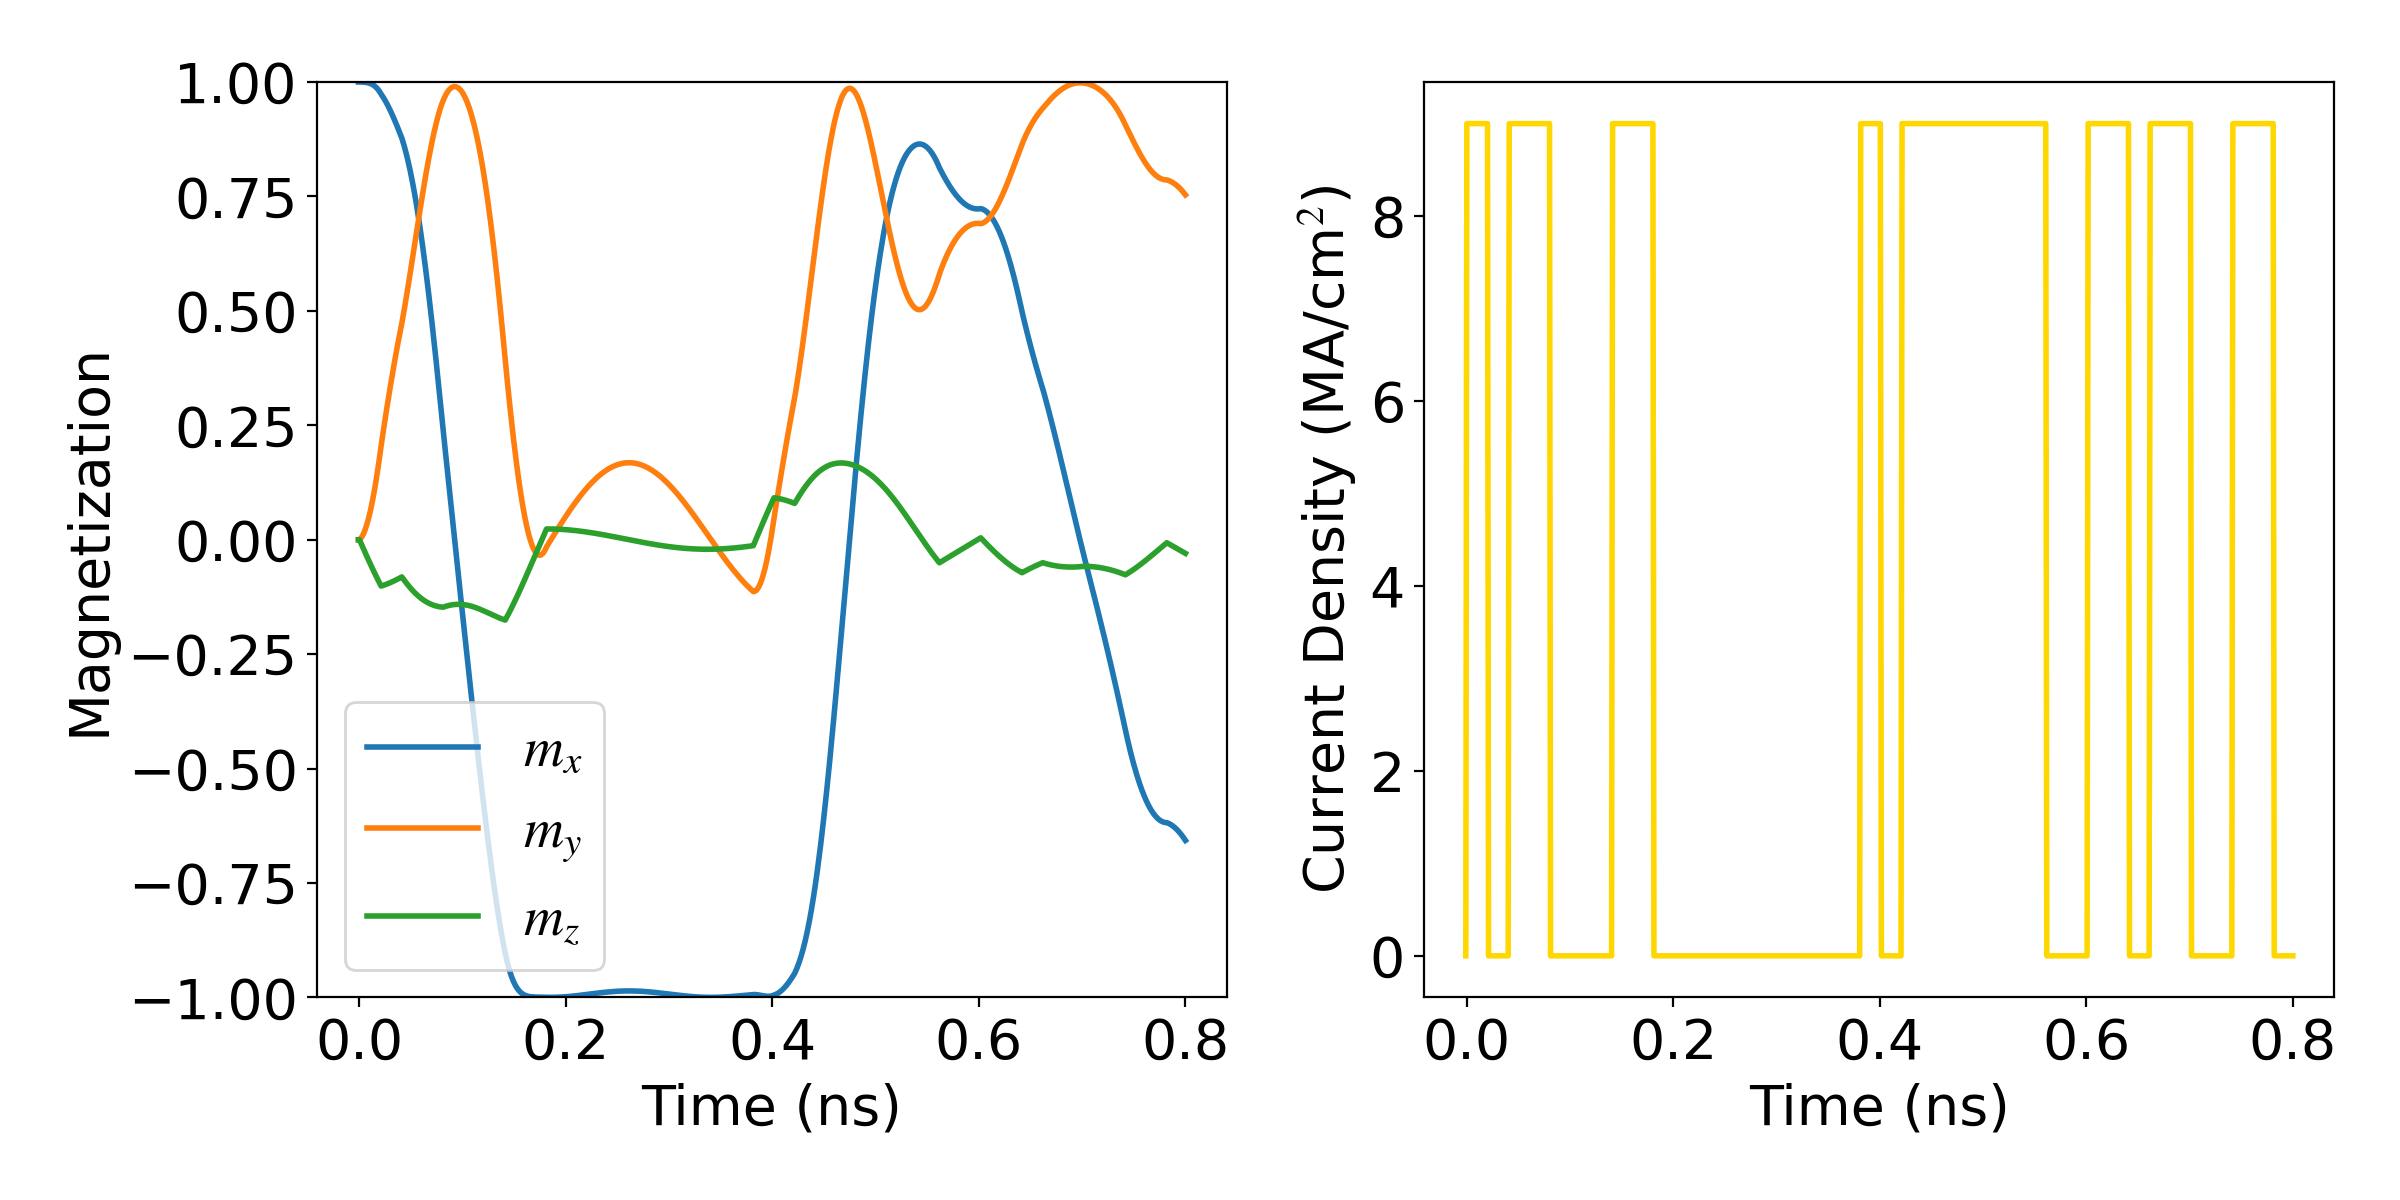 Magnetization
1.00
0.75
0.50
0.25
0.00
−0.25
−0.50
−0.75
−1.00
m_x
m_y
m_z
0.0 0.2 0.4 0.6 0.8
Time (ns)
Current Density (MA/cm²)
8
6
4
2
0
0.0 0.2 0.4 0.6 0.8
Time (ns)